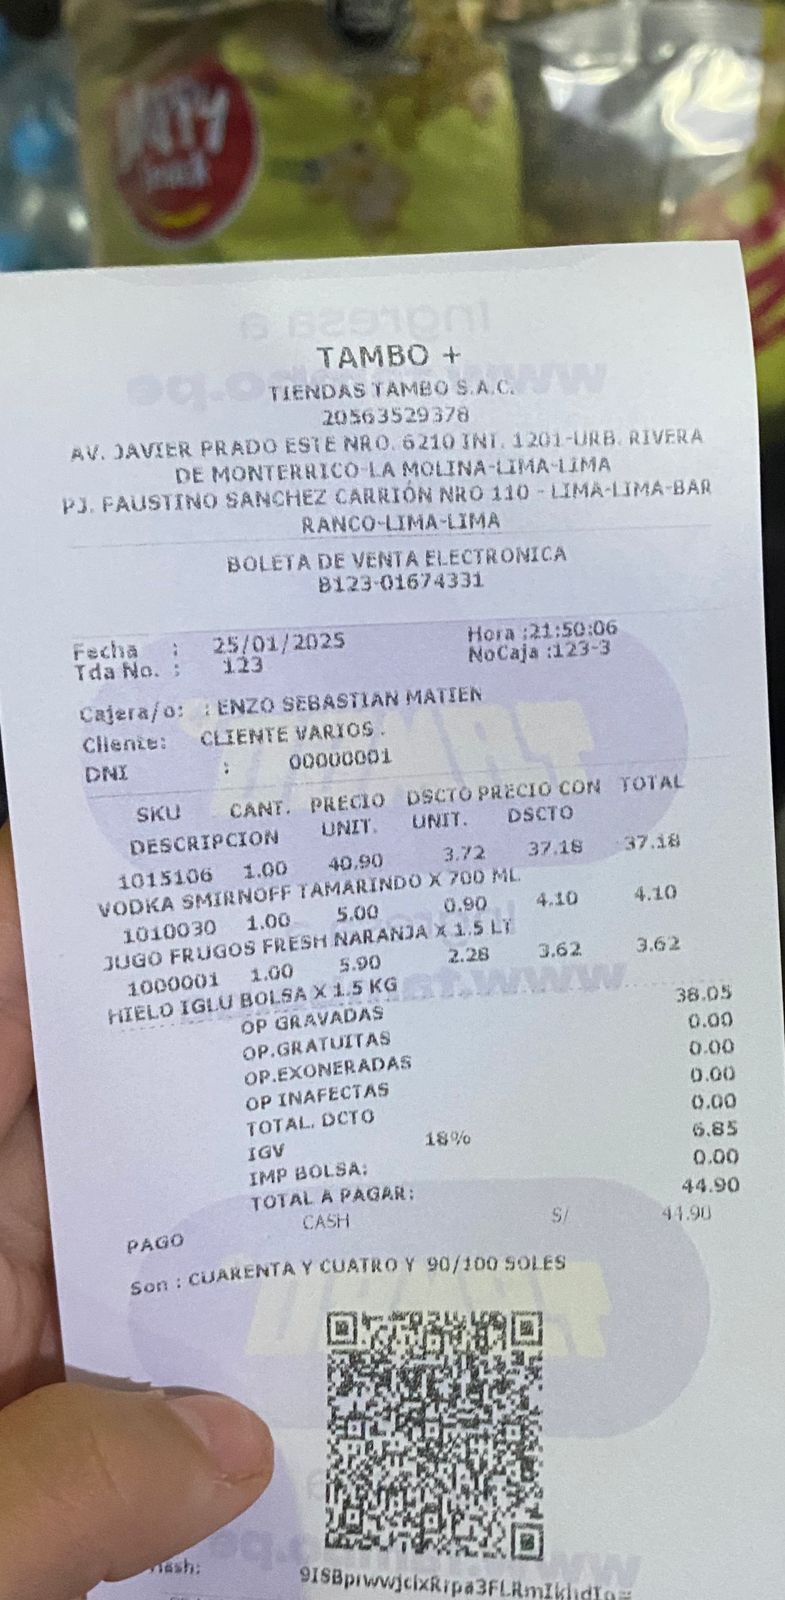 TAMBO +
TIENDAS TAMBO S.A.C.
20563529378
AV. JAVIER PRADO ESTE NRO. 6210 INT. 1201-URB. RIVERA
DE MONTERRICO-LA MOLINA-LIMA-LIMA
PJ. FAUSTINO SANCHEZ CARRIÓN NRO 110 - LIMA-LIMA-BAR
RANCO-LIMA-LIMA
BOLETA DE VENTA ELECTRONICA
B123-01674331
Fecha : 25/01/2025 Hora :21:50:06
Tda No. : 123 NoCaja :123-3
Cajera/o: : ENZO SEBASTIAN MATIEN
Cliente: CLIENTE VARIOS .
DNI : 00000001
SKU CANT. PRECIO DSCTO PRECIO CON TOTAL
DESCRIPCION UNIT. UNIT. DSCTO
1015106 1.00 40.90 3.72 37.18 37.18
VODKA SMIRNOFF TAMARINDO X 700 ML
1010030 1.00 5.00 0.90 4.10 4.10
JUGO FRUGOS FRESH NARANJA X 1.5 LT
1000001 1.00 5.90 2.28 3.62 3.62
HIELO IGLU BOLSA X 1.5 KG
OP GRAVADAS 38.05
OP.GRATUITAS 0.00
OP.EXONERADAS 0.00
OP INAFECTAS 0.00
TOTAL. DCTO 0.00
IGV 18% 6.85
IMP BOLSA: 0.00
TOTAL A PAGAR: 44.90
PAGO CASH S/ 44.90
Son : CUARENTA Y CUATRO Y 90/100 SOLES